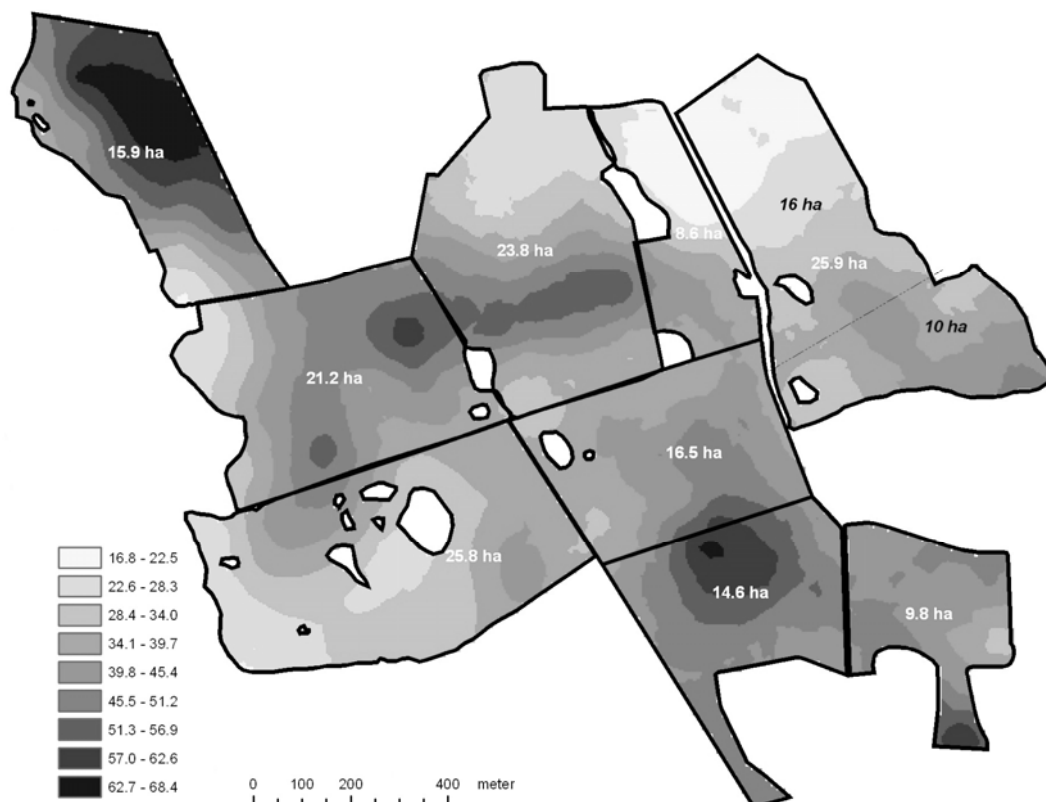 15.9 ha
16 ha
8.6 ha
23.8 ha
25.9 ha
10 ha
21.2 ha
16.5 ha
25.8 ha
14.6 ha
9.8 ha
16.8 - 22.5
22.6 - 28.3
28.4 - 34.0
34.1 - 39.7
39.8 - 45.4
45.5 - 51.2
51.3 - 56.9
57.0 - 62.6
62.7 - 68.4
0 100 200 400 meter